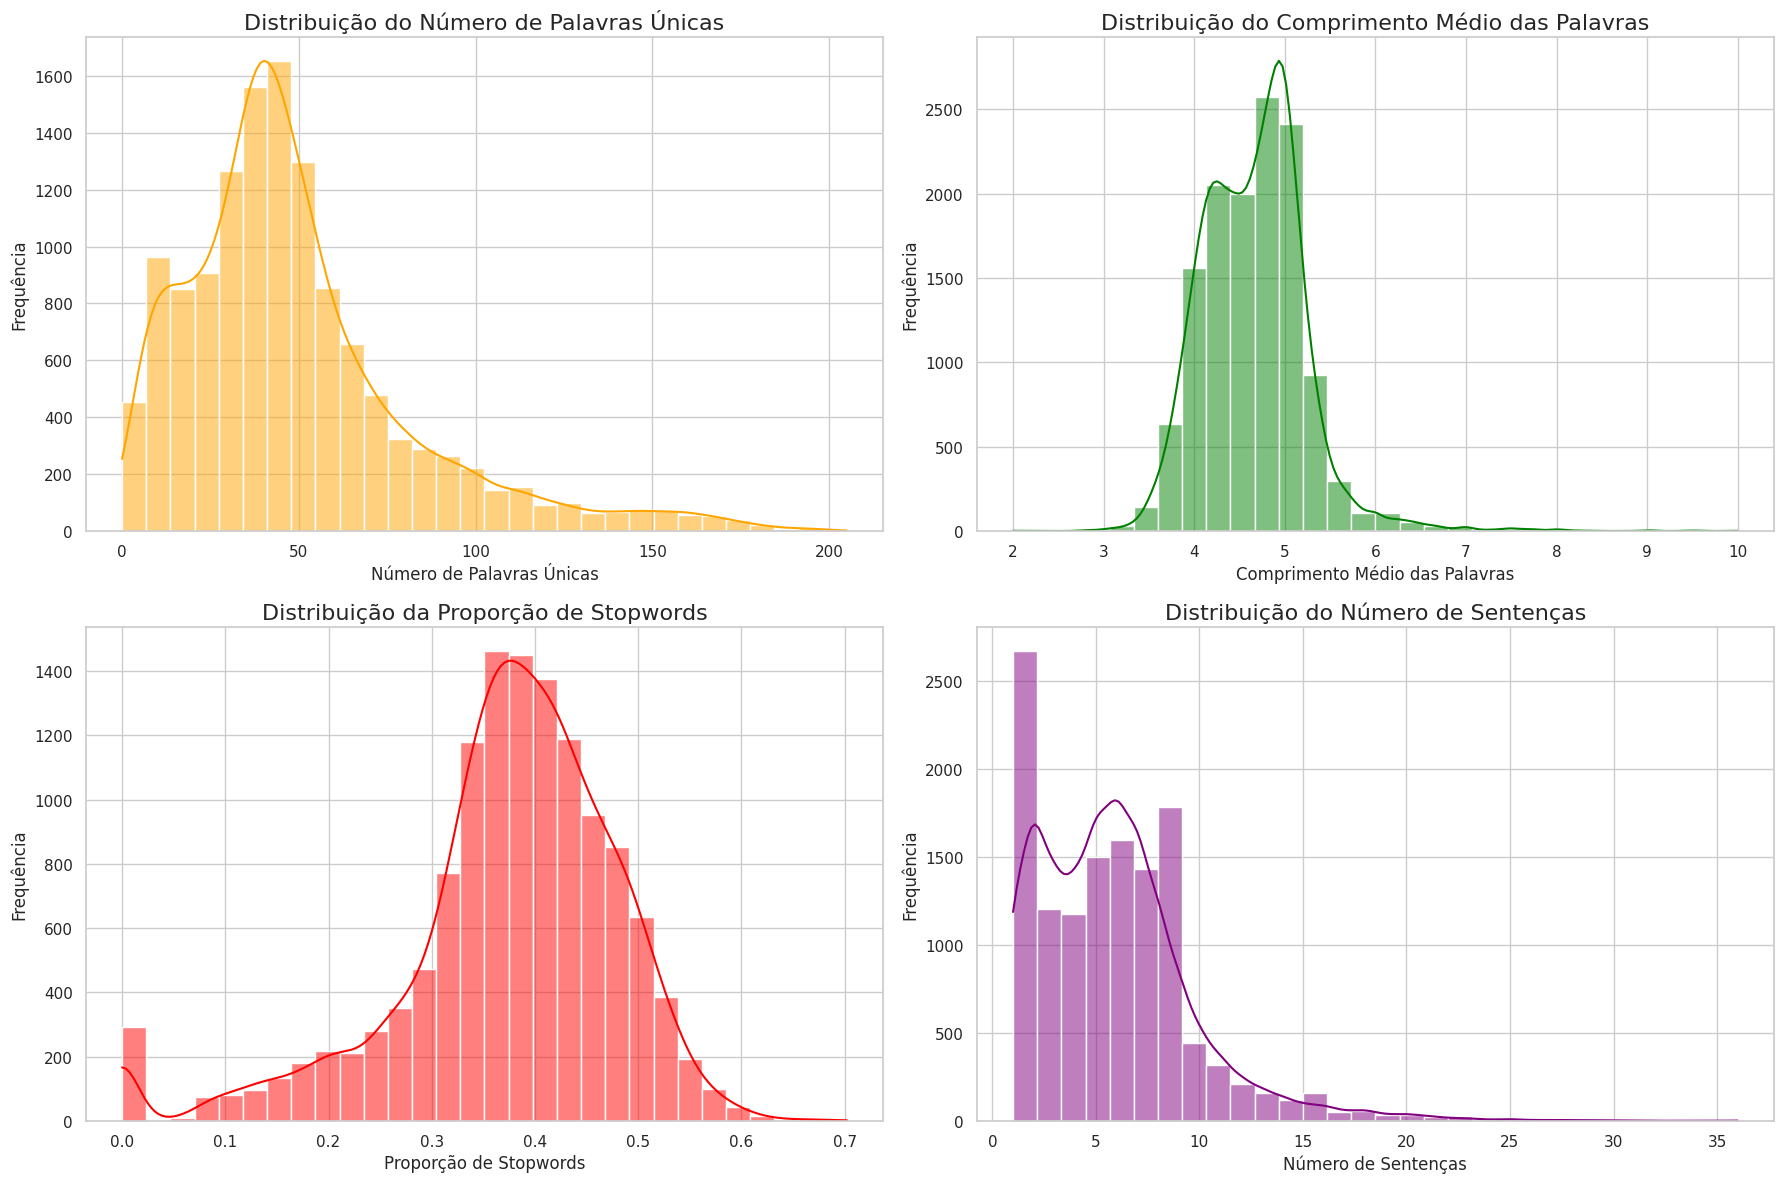 Distribuição do Número de Palavras Únicas
Frequência
1600
1400
1200
1000
800
600
400
200
0
0 50 100 150 200
Número de Palavras Únicas
Distribuição do Comprimento Médio das Palavras
Frequência
2500
2000
1500
1000
500
0
2 3 4 5 6 7 8 9 10
Comprimento Médio das Palavras
Distribuição da Proporção de Stopwords
Frequência
1400
1200
1000
800
600
400
200
0
0.0 0.1 0.2 0.3 0.4 0.5 0.6 0.7
Proporção de Stopwords
Distribuição do Número de Sentenças
Frequência
2500
2000
1500
1000
500
0
0 5 10 15 20 25 30 35
Número de Sentenças